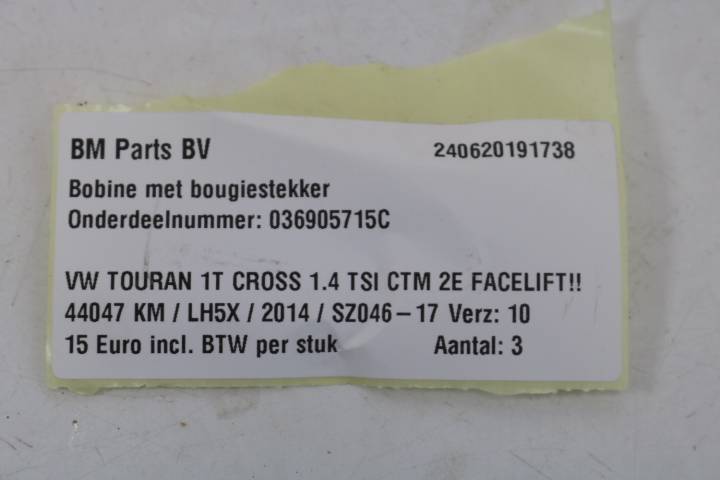 BM Parts BV 240620191738
Bobine met bougiestekker
Onderdeelnummer: 036905715C
VW TOURAN 1T CROSS 1.4 TSI CTM 2E FACELIFT!!
44047 KM / LH5X / 2014 / SZ046-17 Verz: 10
15 Euro incl. BTW per stuk Aantal: 3